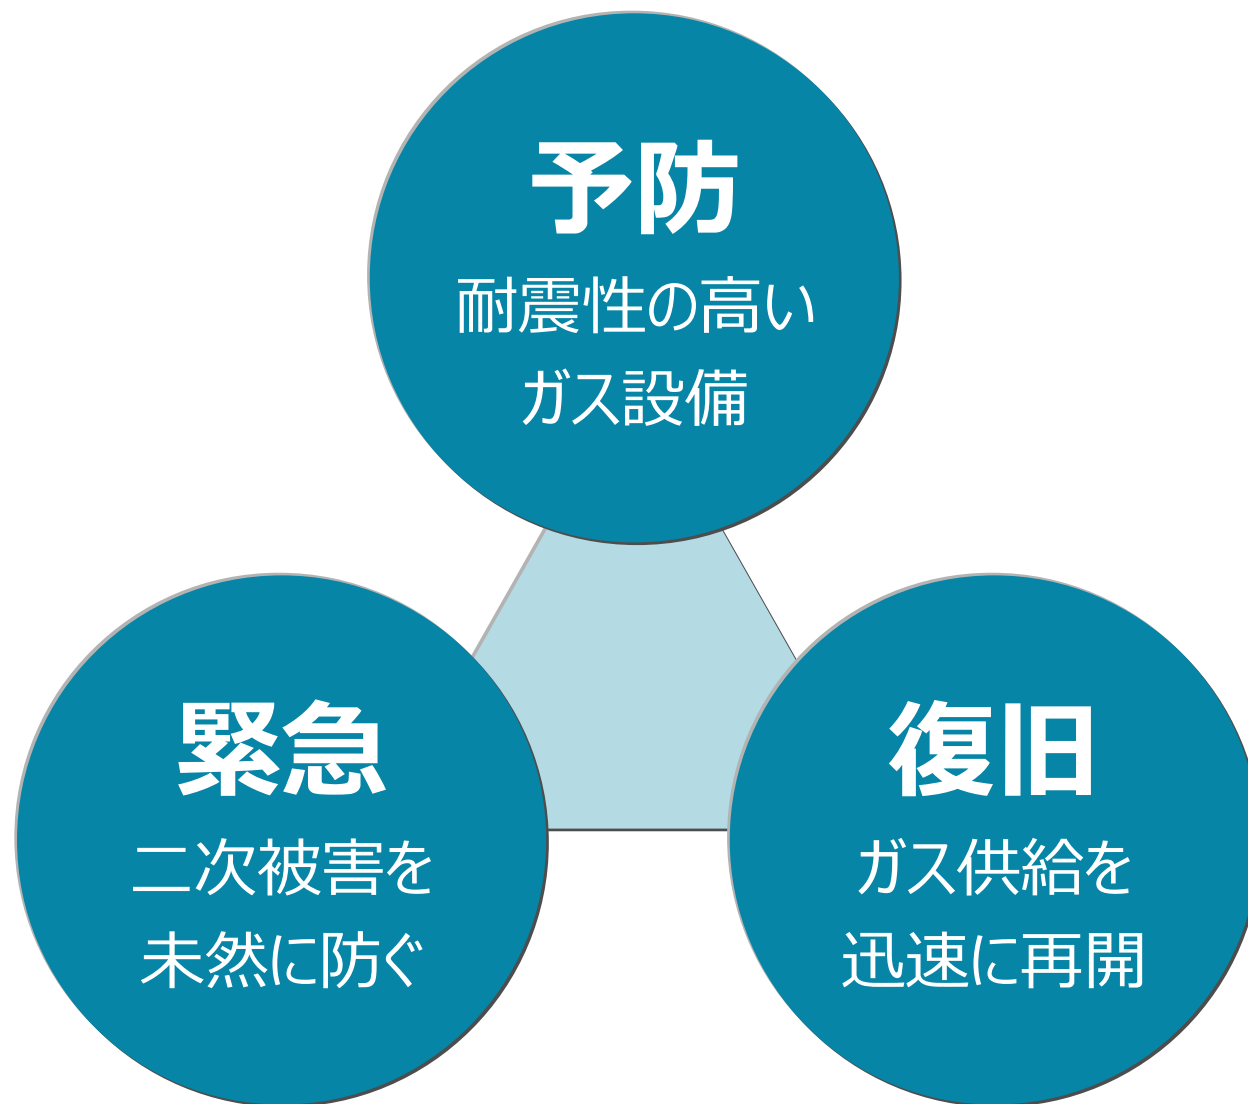 予防
耐震性の高い
ガス設備
緊急
二次被害を
未然に防ぐ
復旧
ガス供給を
迅速に再開